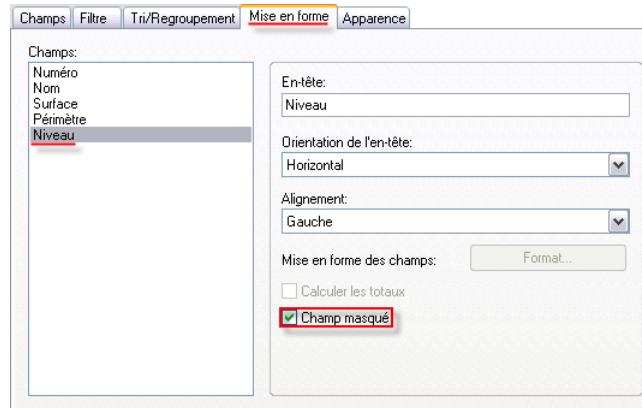 Champs Filtre Tri/Regroupement Mise en forme Apparence
Champs:
Numéro
Nom
Surface
Périmètre
Niveau
En-tête:
Niveau
Orientation de l'en-tête:
Horizontal
Alignement:
Gauche
Mise en forme des champs: Format...
Calculer les totaux
Champ masqué